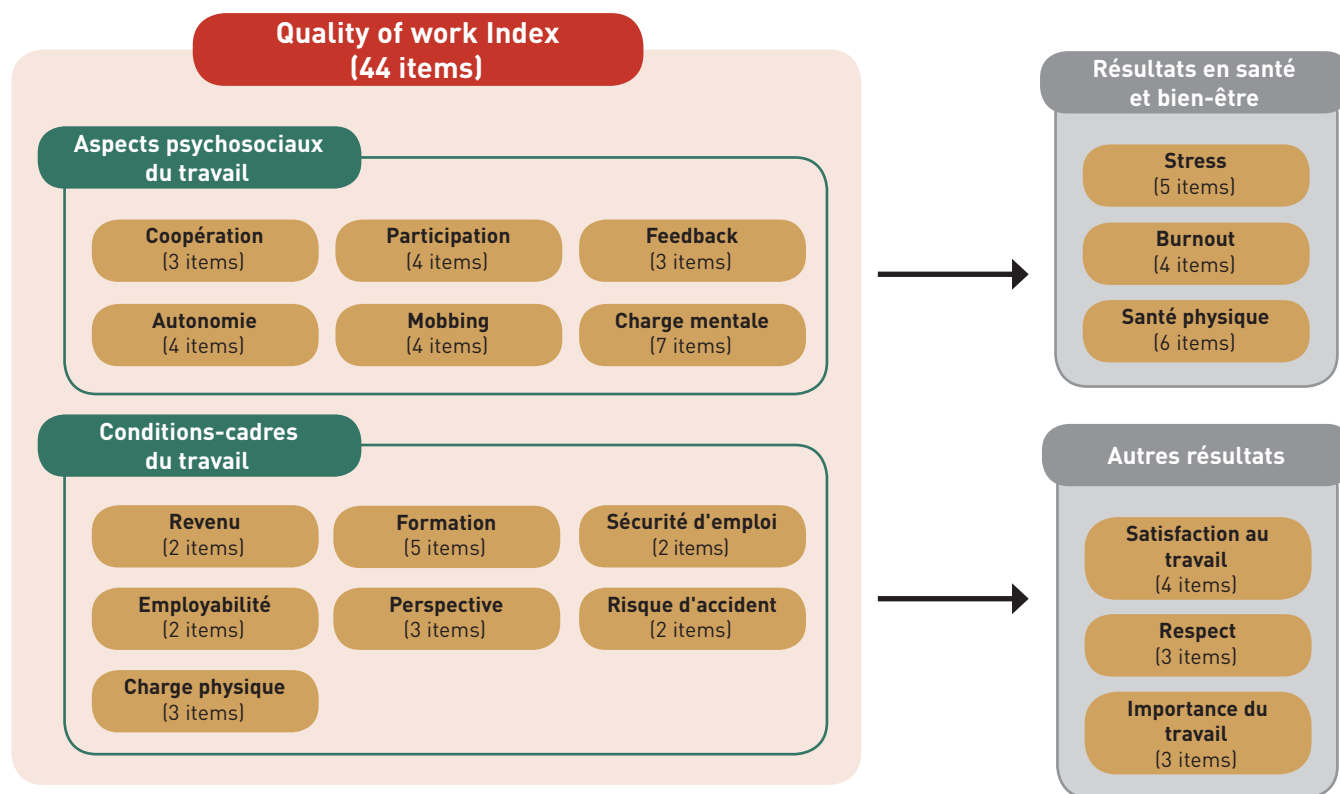 Quality of work Index
(44 items)
Aspects psychosociaux
du travail
Coopération
(3 items)
Participation
(4 items)
Feedback
(3 items)
Autonomie
(4 items)
Mobbing
(4 items)
Charge mentale
(7 items)
Conditions-cadres
du travail
Revenu
(2 items)
Formation
(5 items)
Sécurité d'emploi
(2 items)
Employabilité
(2 items)
Perspective
(3 items)
Risque d'accident
(2 items)
Charge physique
(3 items)
Résultats en santé
et bien-être
Stress
(5 items)
Burnout
(4 items)
Santé physique
(6 items)
Autres résultats
Satisfaction au
travail
(4 items)
Respect
(3 items)
Importance du
travail
(3 items)